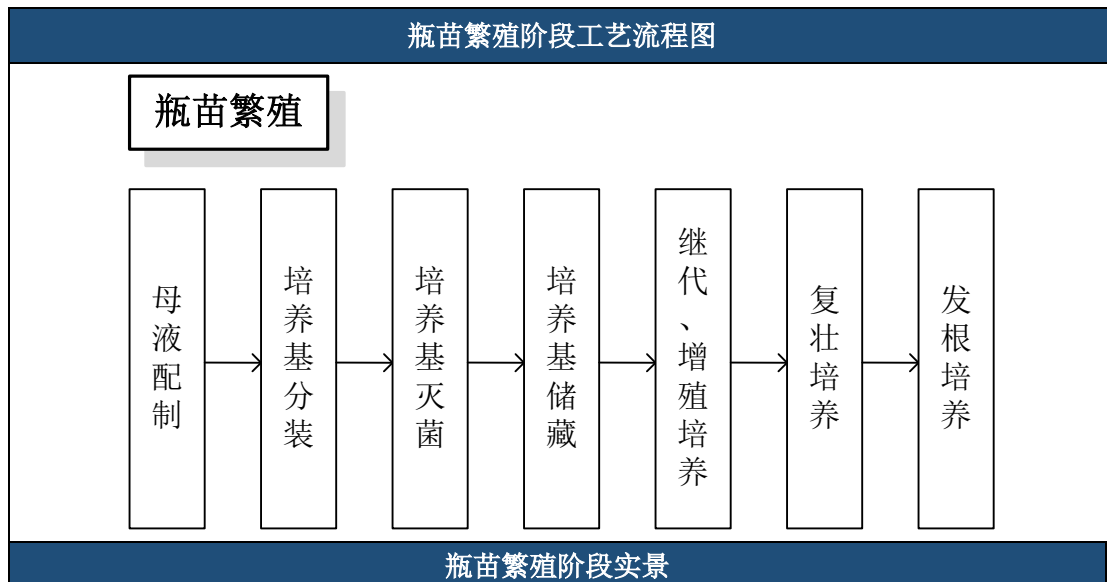 瓶苗繁殖阶段工艺流程图
瓶苗繁殖
母液配制
培养基分装
培养基灭菌
培养基储藏
继代、增殖培养
复壮培养
发根培养
瓶苗繁殖阶段实景